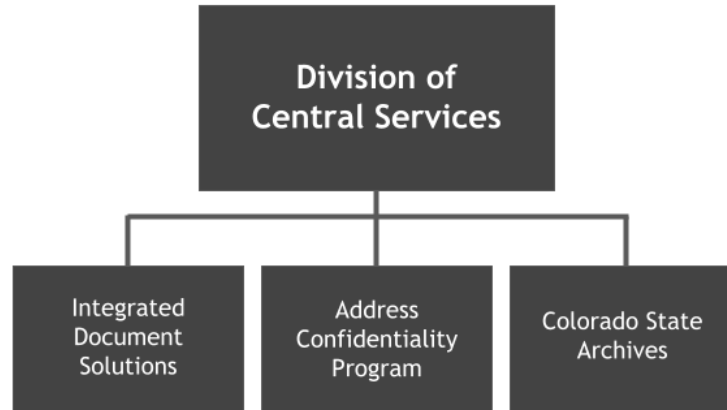 Division of
Central Services
Integrated
Document
Solutions
Address
Confidentiality
Program
Colorado State
Archives